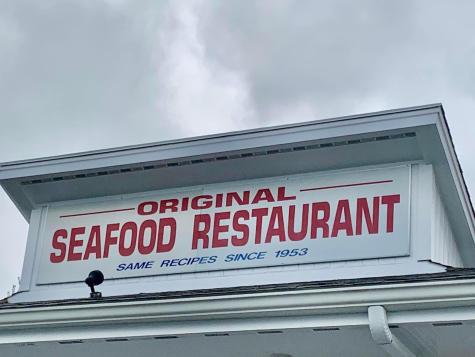 ORIGINAL
SEAFOOD RESTAURANT
SAME RECIPES SINCE 1953